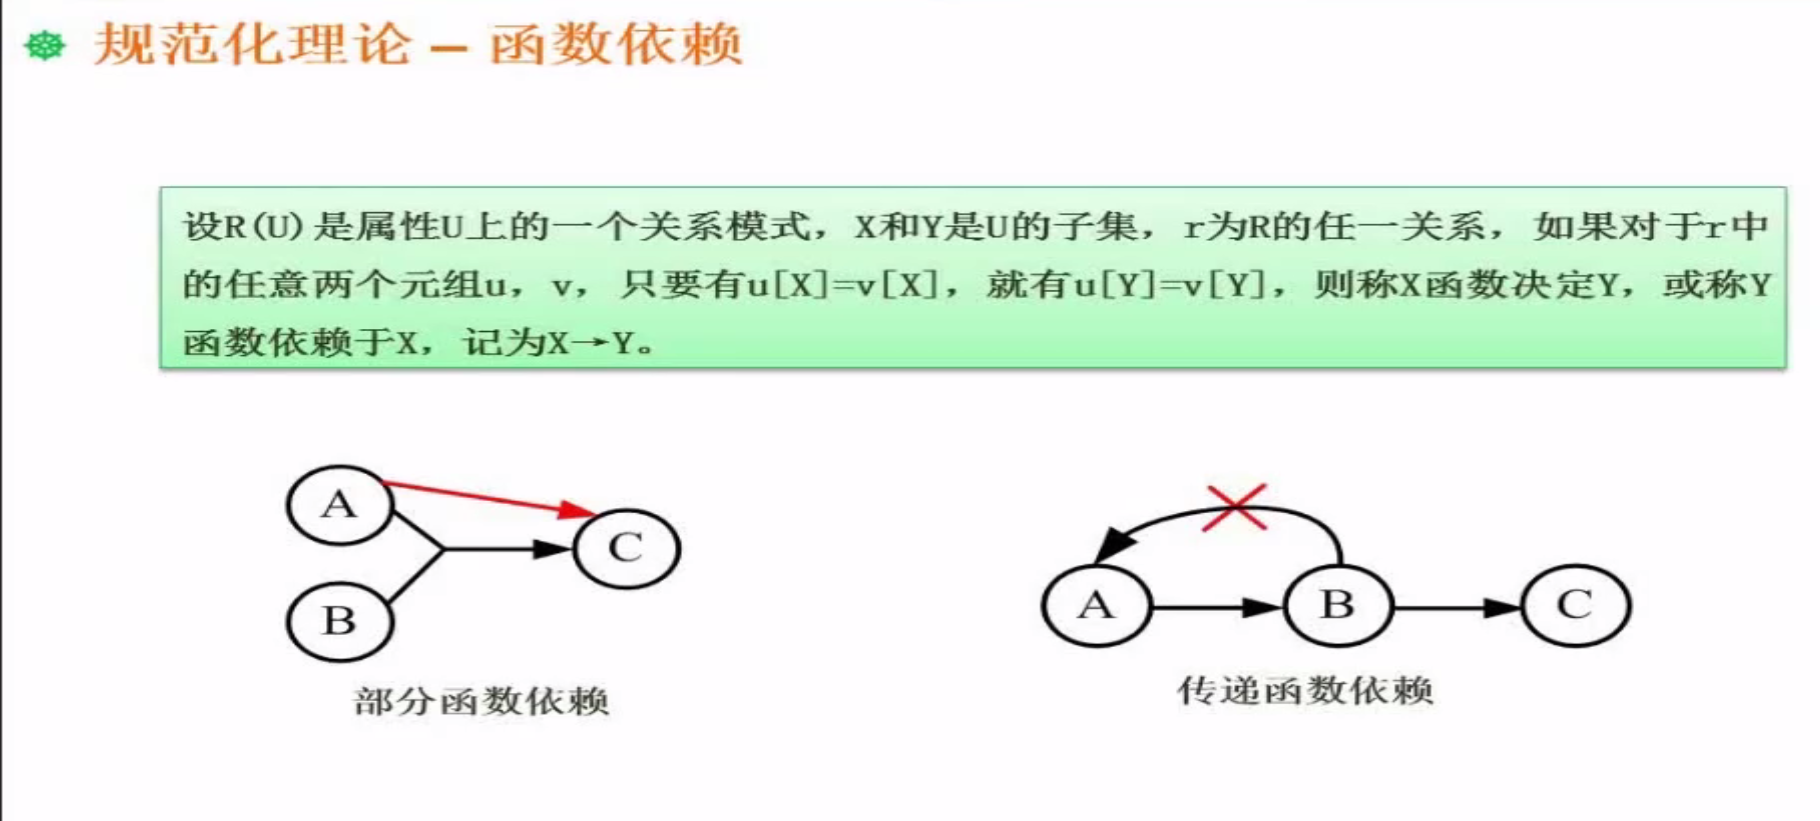 规范化理论 – 函数依赖
设R(U)是属性U上的一个关系模式，X和Y是U的子集，r为R的任一关系，如果对于r中
的任意两个元组u，v，只要有u[X]=v[X]，就有u[Y]=v[Y]，则称X函数决定Y，或称Y
函数依赖于X，记为X→Y。
A
C
B
部分函数依赖
A
B
C
传递函数依赖